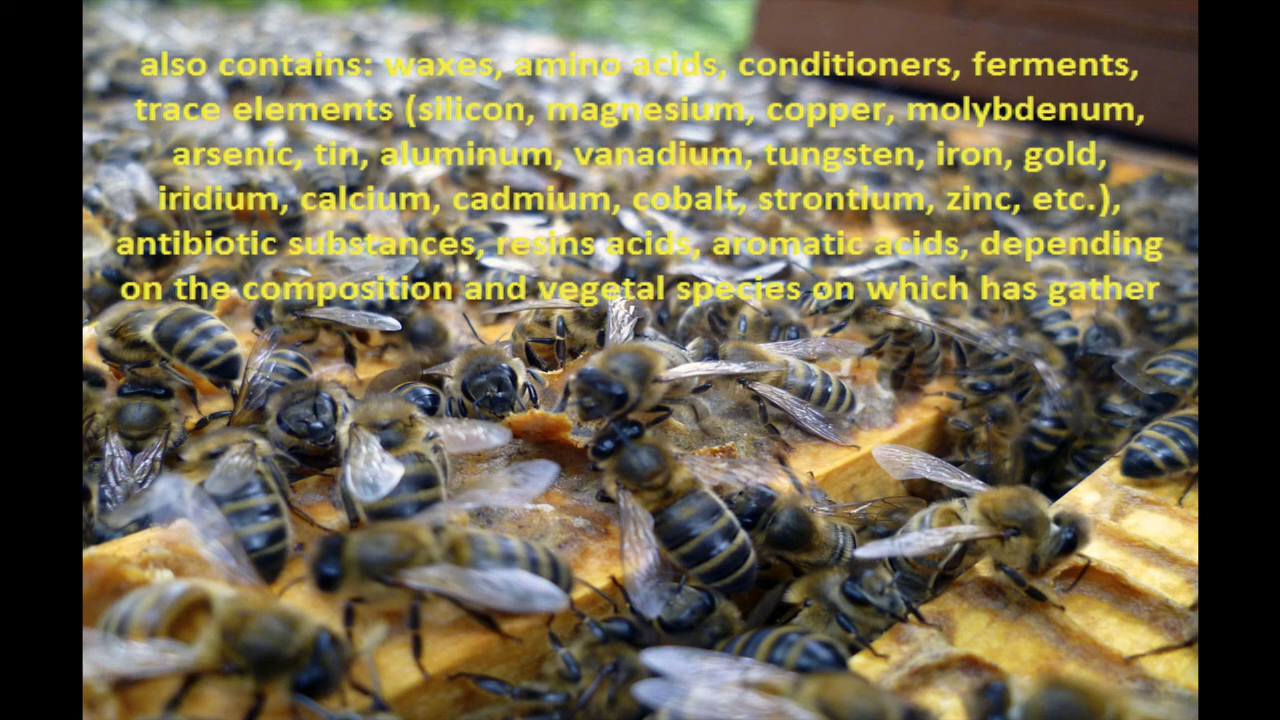 also contains: waxes, amino acids, conditioners, ferments,
trace elements (silicon, magnesium, copper, molybdenum,
arsenic, tin, aluminum, vanadium, tungsten, iron, gold,
iridium, calcium, cadmium, cobalt, strontium, zinc, etc.),
antibiotic substances, resins acids, aromatic acids, depending
on the composition and vegetal species on which has gather